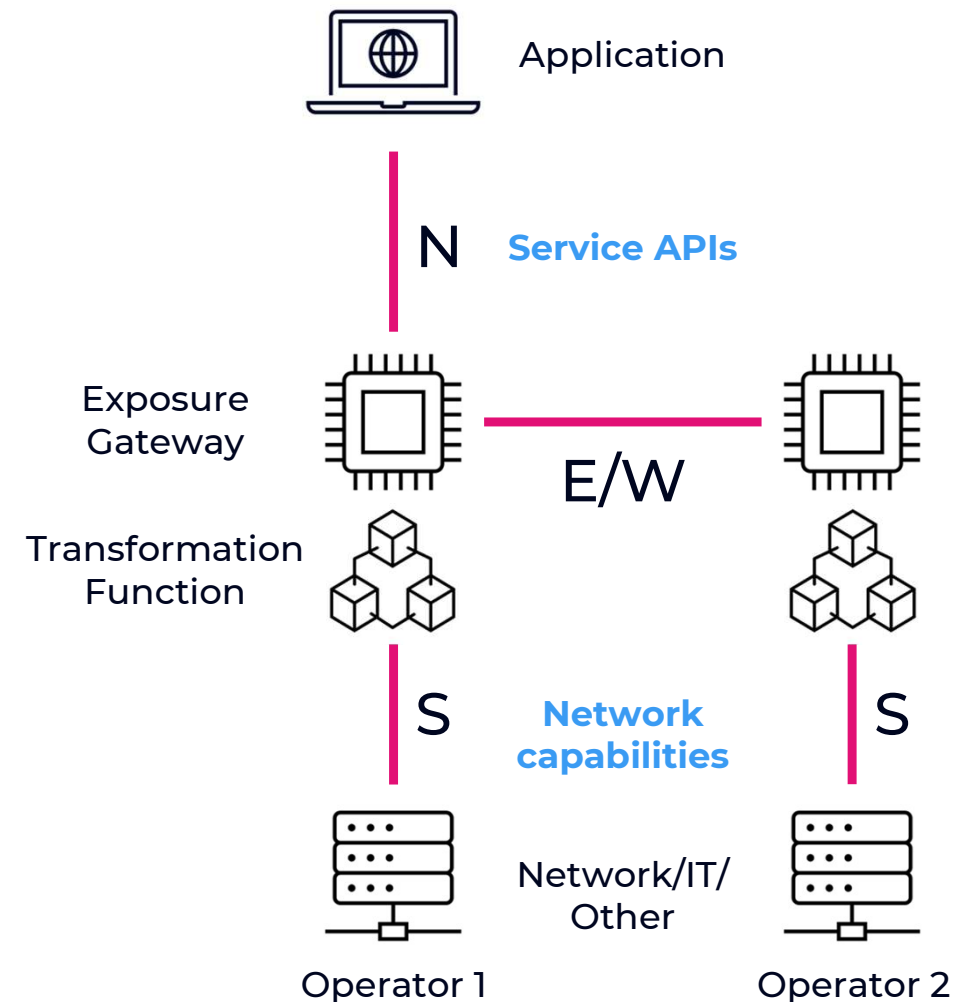 Application
N
Service APIs
Exposure
Gateway
E/W
Transformation
Function
S
Network
capabilities
S
Network/IT/
Other
Operator 1
Operator 2